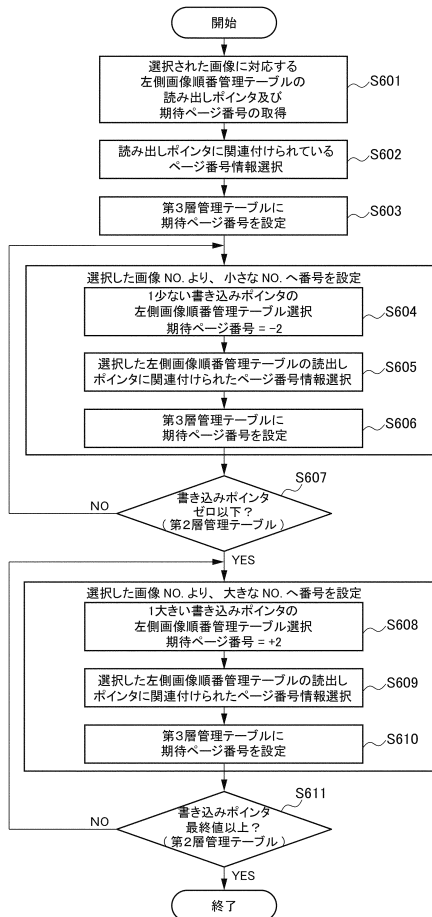 開始
選択された画像に対応する
左側画像順番管理テーブルの
読み出しポインタ及び
期待ページ番号の取得
S601
読み出しポインタに関連付けられている
ページ番号情報選択
S602
第3層管理テーブルに
期待ページ番号を設定
S603
選択した画像 NO. より、小さな NO. へ番号を設定
1少ない書き込みポインタの
左側画像順番管理テーブル選択
期待ページ番号 = -2
S604
選択した左側画像順番管理テーブルの読出し
ポインタに関連付けられたページ番号情報選択
S605
第3層管理テーブルに
期待ページ番号を設定
S606
S607
NO
書き込みポインタ
ゼロ以下?
(第2層管理テーブル)
YES
選択した画像 NO. より、大きな NO. へ番号を設定
1大きい書き込みポインタの
左側画像順番管理テーブル選択
期待ページ番号 = +2
S608
選択した左側画像順番管理テーブルの読出し
ポインタに関連付けられたページ番号情報選択
S609
第3層管理テーブルに
期待ページ番号を設定
S610
S611
NO
書き込みポインタ
最終値以上?
(第2層管理テーブル)
YES
終了